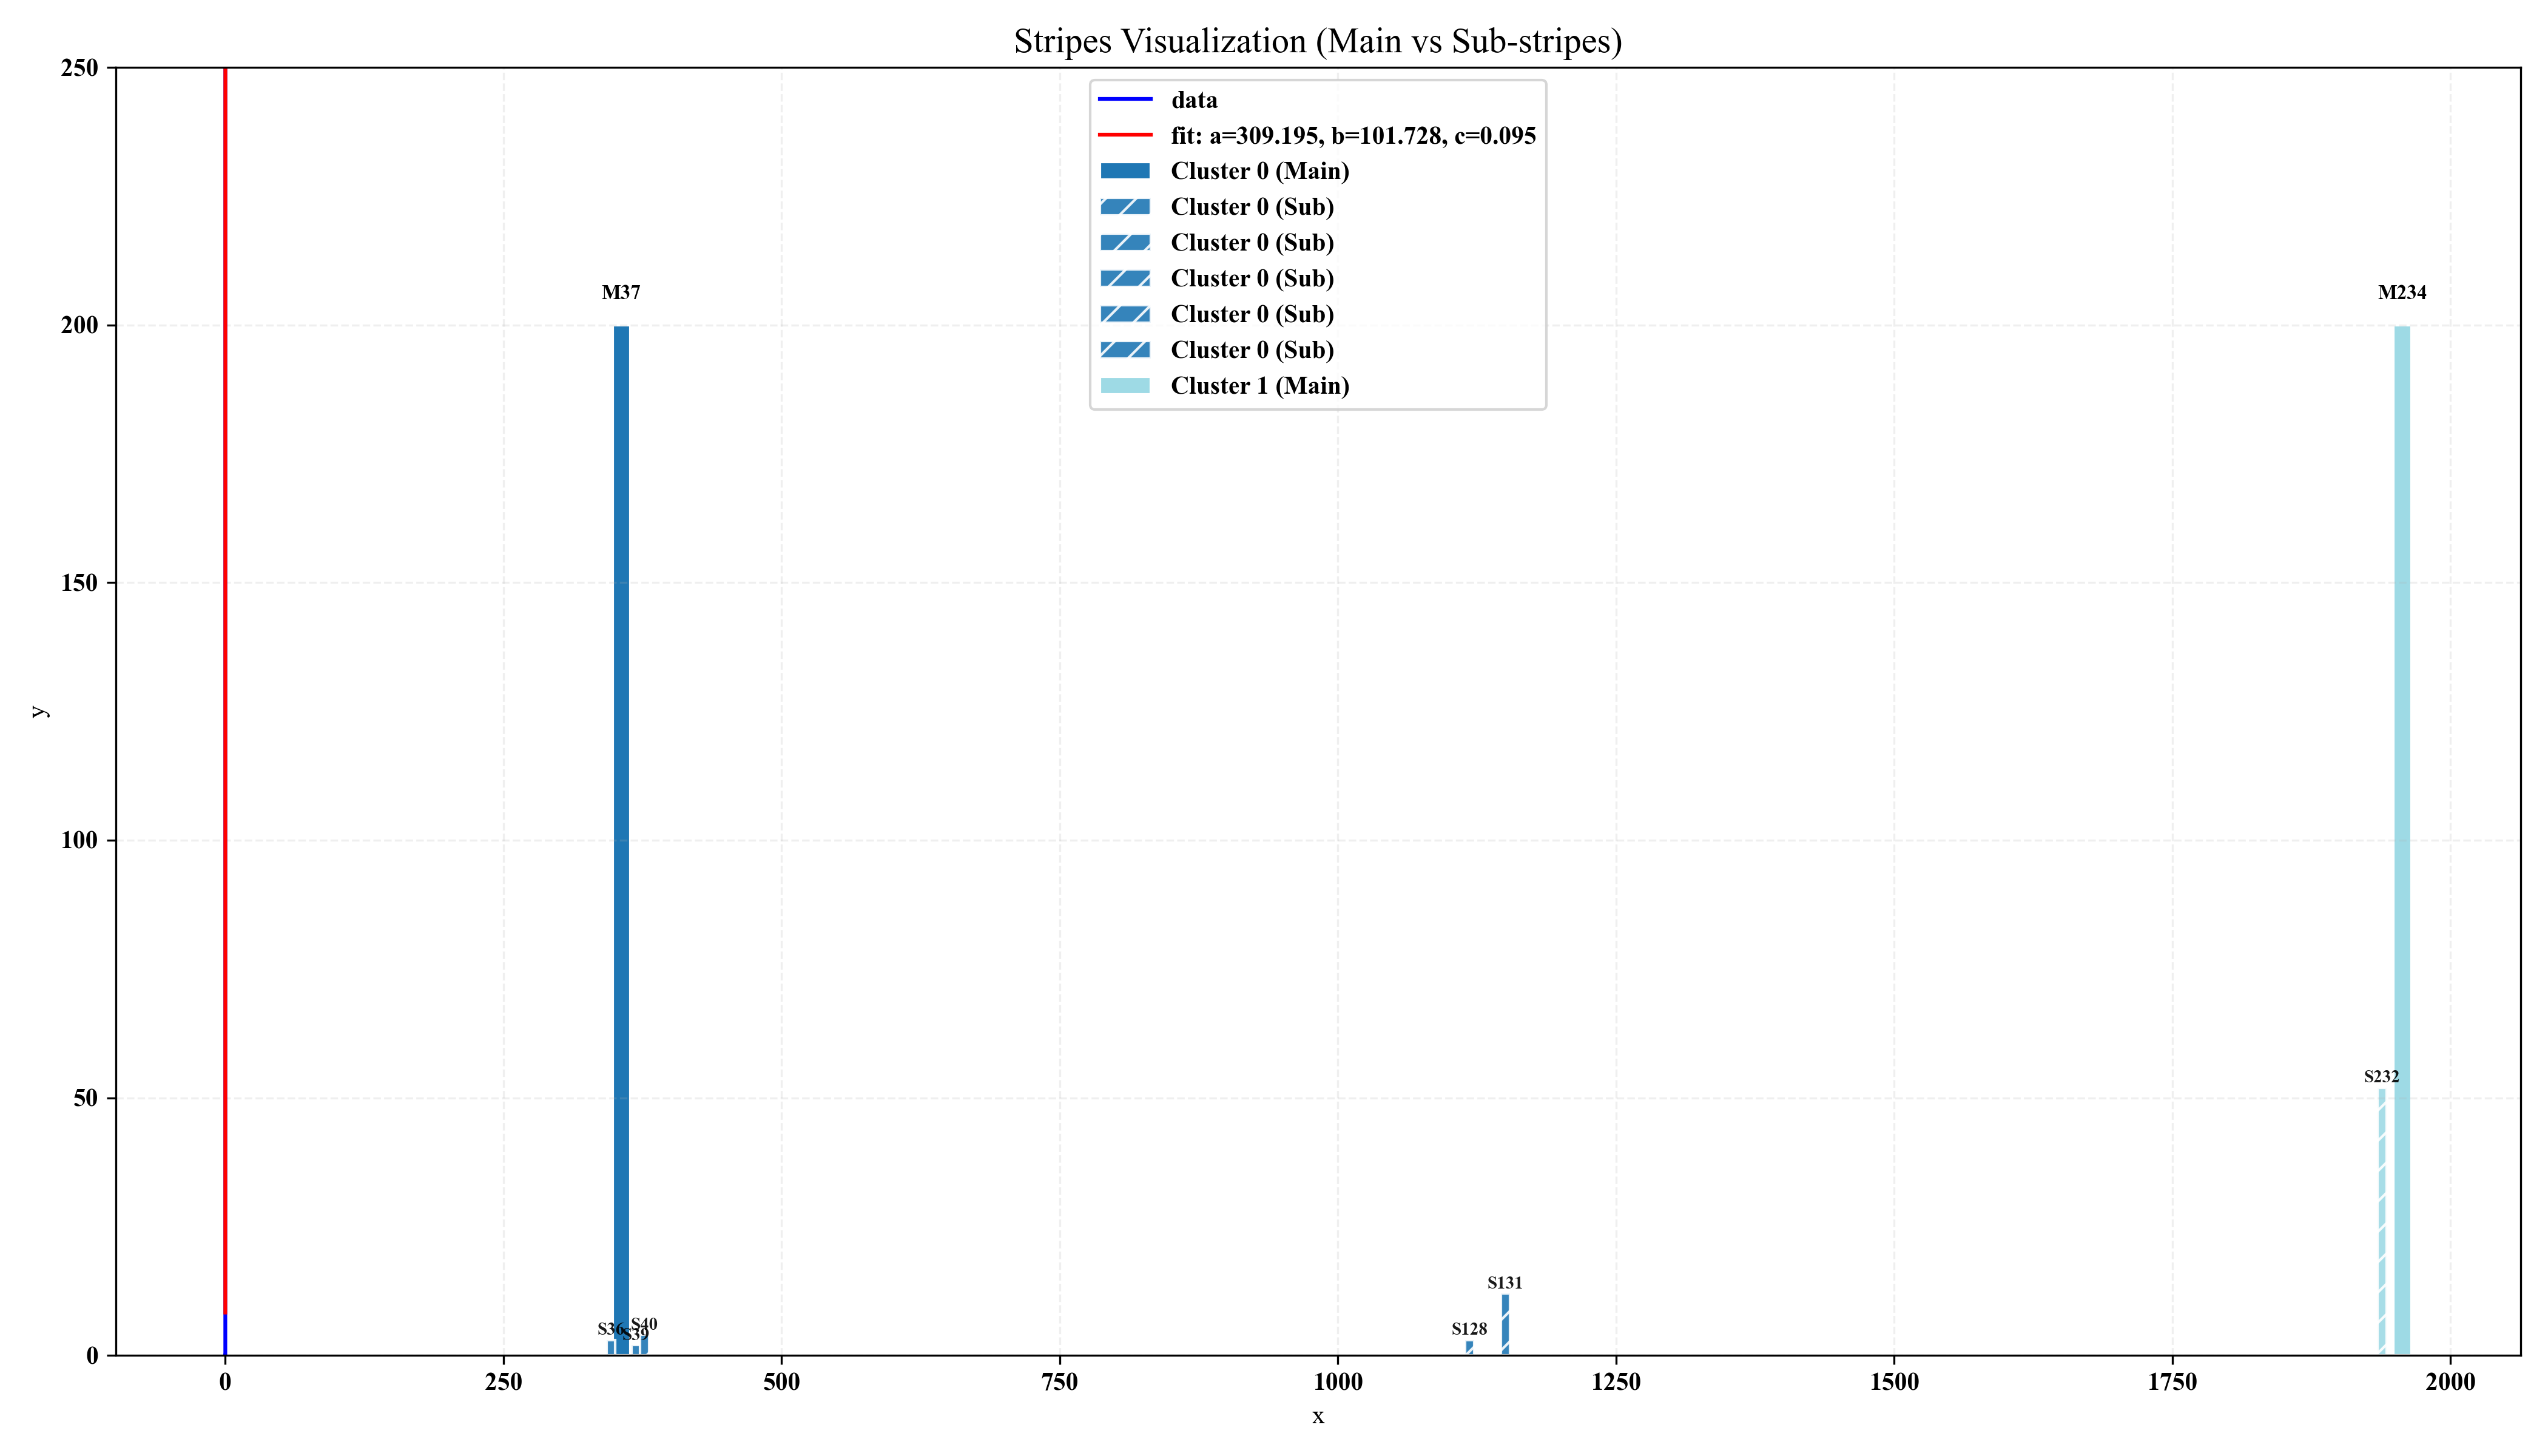 Stripes Visualization (Main vs Sub-stripes)
250
200
150
100
50
0
y
data
fit: a=309.195, b=101.728, c=0.095
Cluster 0 (Main)
Cluster 0 (Sub)
Cluster 0 (Sub)
Cluster 0 (Sub)
Cluster 0 (Sub)
Cluster 0 (Sub)
Cluster 1 (Main)
M37
M234
S232
S131
S36
S39
S40
S128
0
250
500
750
1000
1250
1500
1750
2000
x